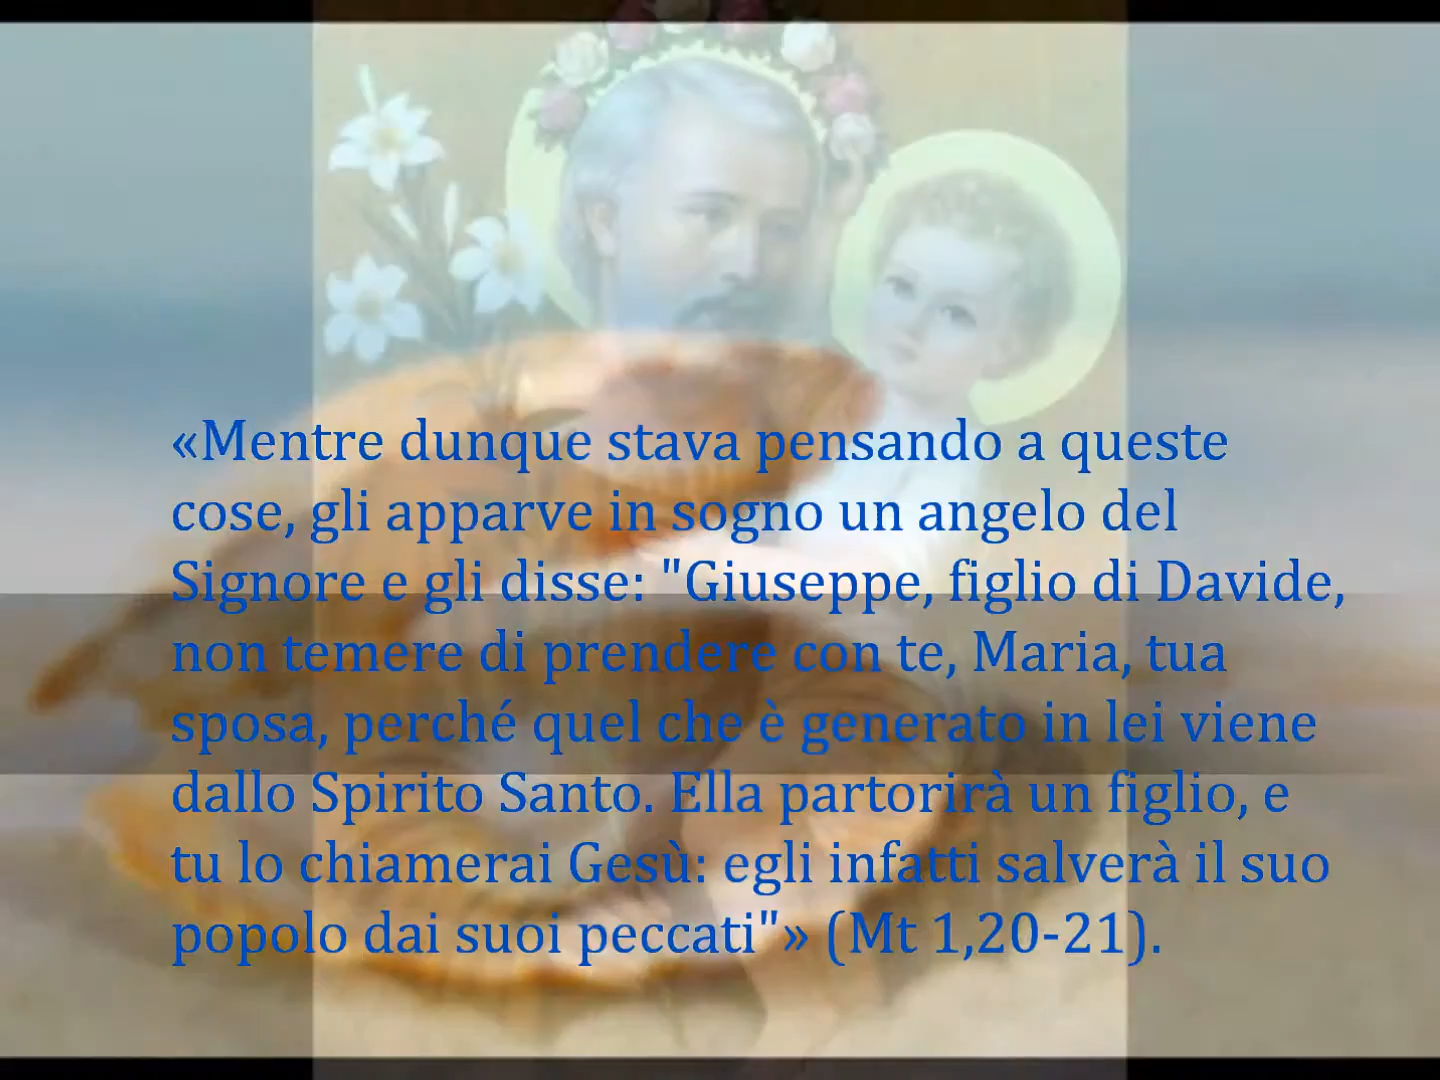 «Mentre dunque stava pensando a queste
cose, gli apparve in sogno un angelo del
Signore e gli disse: "Giuseppe, figlio di Davide,
non temere di prendere con te, Maria, tua
sposa, perché quel che è generato in lei viene
dallo Spirito Santo. Ella partorirà un figlio, e
tu lo chiamerai Gesù: egli infatti salverà il suo
popolo dai suoi peccati"» (Mt 1,20-21).